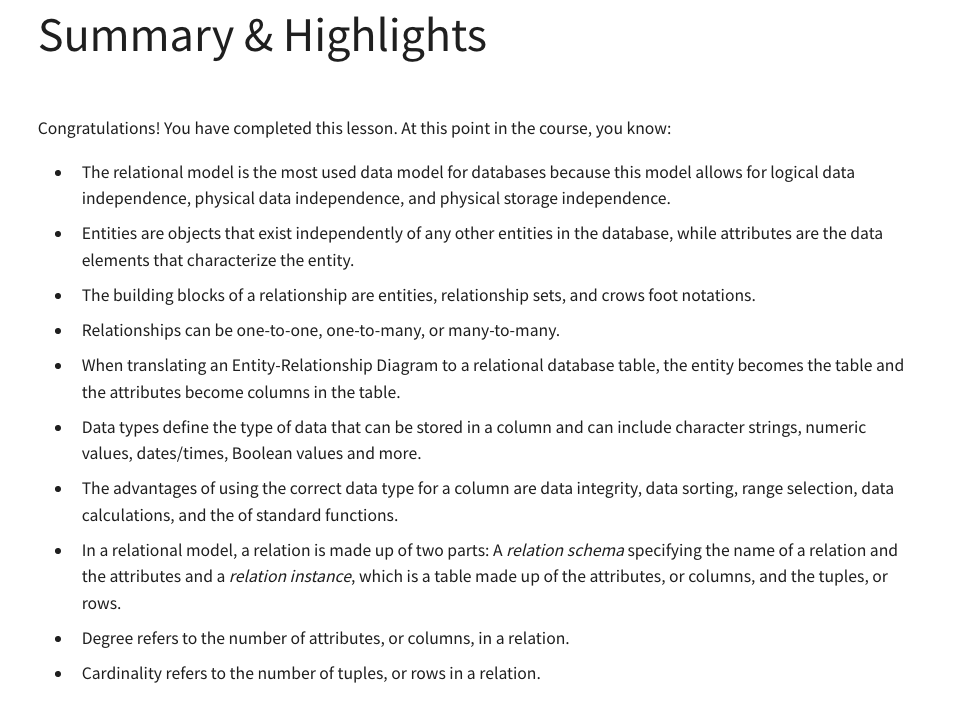 Summary & Highlights
Congratulations! You have completed this lesson. At this point in the course, you know:
• The relational model is the most used data model for databases because this model allows for logical data
independence, physical data independence, and physical storage independence.
• Entities are objects that exist independently of any other entities in the database, while attributes are the data
elements that characterize the entity.
• The building blocks of a relationship are entities, relationship sets, and crows foot notations.
• Relationships can be one-to-one, one-to-many, or many-to-many.
• When translating an Entity-Relationship Diagram to a relational database table, the entity becomes the table and
the attributes become columns in the table.
• Data types define the type of data that can be stored in a column and can include character strings, numeric
values, dates/times, Boolean values and more.
• The advantages of using the correct data type for a column are data integrity, data sorting, range selection, data
calculations, and the of standard functions.
• In a relational model, a relation is made up of two parts: A relation schema specifying the name of a relation and
the attributes and a relation instance, which is a table made up of the attributes, or columns, and the tuples, or
rows.
• Degree refers to the number of attributes, or columns, in a relation.
• Cardinality refers to the number of tuples, or rows in a relation.